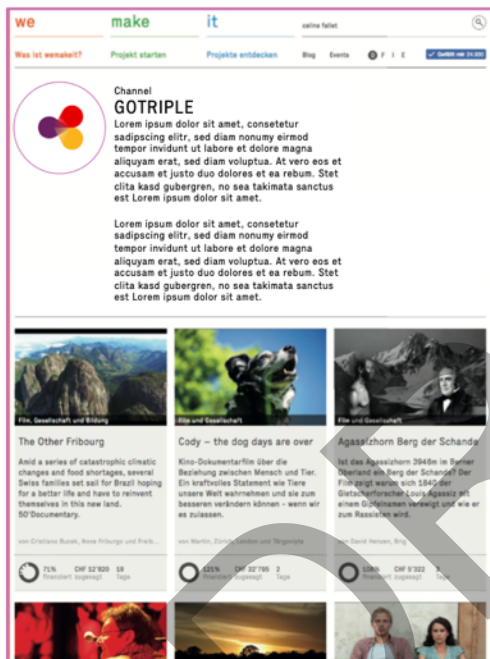 we make it celine fallet
Was ist wemakeit? Projekt starten Projekte entdecken Blog Events D F I E Gefällt mir 24.920
Channel
GOTRIPLE
Lorem ipsum dolor sit amet, consetetur
sadipscing elitr, sed diam nonumy eirmod
tempor invidunt ut labore et dolore magna
aliquyam erat, sed diam voluptua. At vero eos et
accusam et justo duo dolores et ea rebum. Stet
clita kasd gubergren, no sea takimata sanctus
est Lorem ipsum dolor sit amet.
Lorem ipsum dolor sit amet, consetetur
sadipscing elitr, sed diam nonumy eirmod
tempor invidunt ut labore et dolore magna
aliquyam erat, sed diam voluptua. At vero eos et
accusam et justo duo dolores et ea rebum. Stet
clita kasd gubergren, no sea takimata sanctus
est Lorem ipsum dolor sit amet.
Film, Gesellschaft und Bildung
The Other Fribourg
Amid a series of catastrophic climatic
changes and food shortages, several
Swiss families set sail for Brazil hoping
for a better life and have to reinvent
themselves in this new land.
50'Documentary.
von Cristiano Buzek, Nova Friburgo und Freib...
71% CHF 12'920 18
finanziert zugesagt Tage
Film und Gesellschaft
Cody – the dog days are over
Kino-Dokumentarfilm über die
Beziehung zwischen Mensch und Tier.
Ein kraftvolles Statement wie Tiere
unsere Welt wahrnehmen und sie zum
besseren verändern können - wenn wir
es zulassen.
von Martin, Zürich, London und Târgoviște
121% CHF 32'795 2
finanziert zugesagt Tage
Film und Gesellschaft
Agassizhorn Berg der Schande
Ist das Agassizhorn 3946m im Berner
Oberland ein Berg der Schande? Der
Film zeigt warum sich 1840 der
Gletscherforscher Louis Agassiz mit
einem Gipfelnamen verewigt und wie er
zum Rassisten wird.
von David Henzen, Brig
106% CHF 5'322 3
finanziert zugesagt Tage